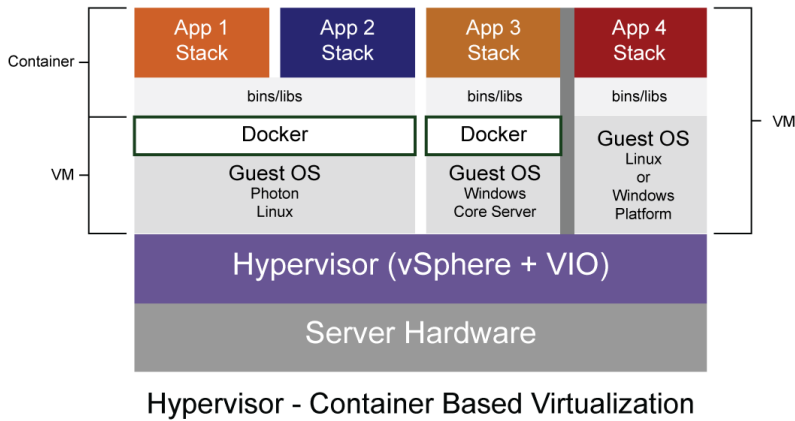 App 1
Stack
App 2
Stack
App 3
Stack
App 4
Stack
Container
bins/libs
bins/libs
bins/libs
VM
Docker
Docker
VM
Guest OS
Photon
Linux
Guest OS
Windows
Core Server
Guest OS
Linux
or
Windows
Platform
Hypervisor (vSphere + VIO)
Server Hardware
Hypervisor - Container Based Virtualization